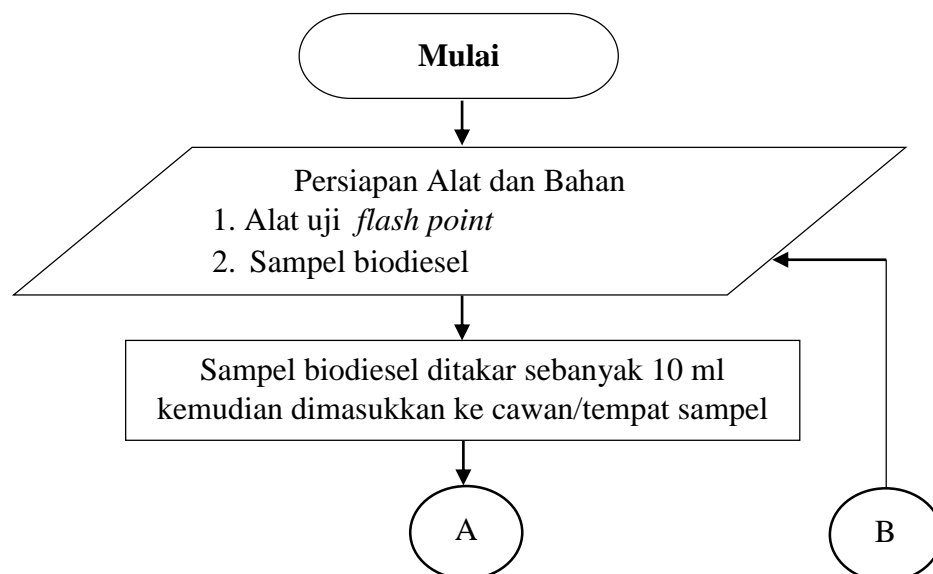 Mulai
Persiapan Alat dan Bahan
1. Alat uji flash point
2. Sampel biodiesel
Sampel biodiesel ditakar sebanyak 10 ml
kemudian dimasukkan ke cawan/tempat sampel
A
B